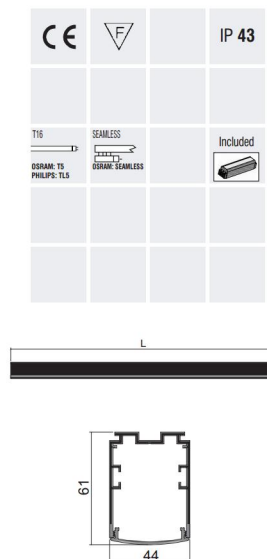 CE
F
IP 43
T16
OSRAM: T5
PHILIPS: TL5
SEAMLESS
OSRAM: SEAMLESS
Included
L
61
44